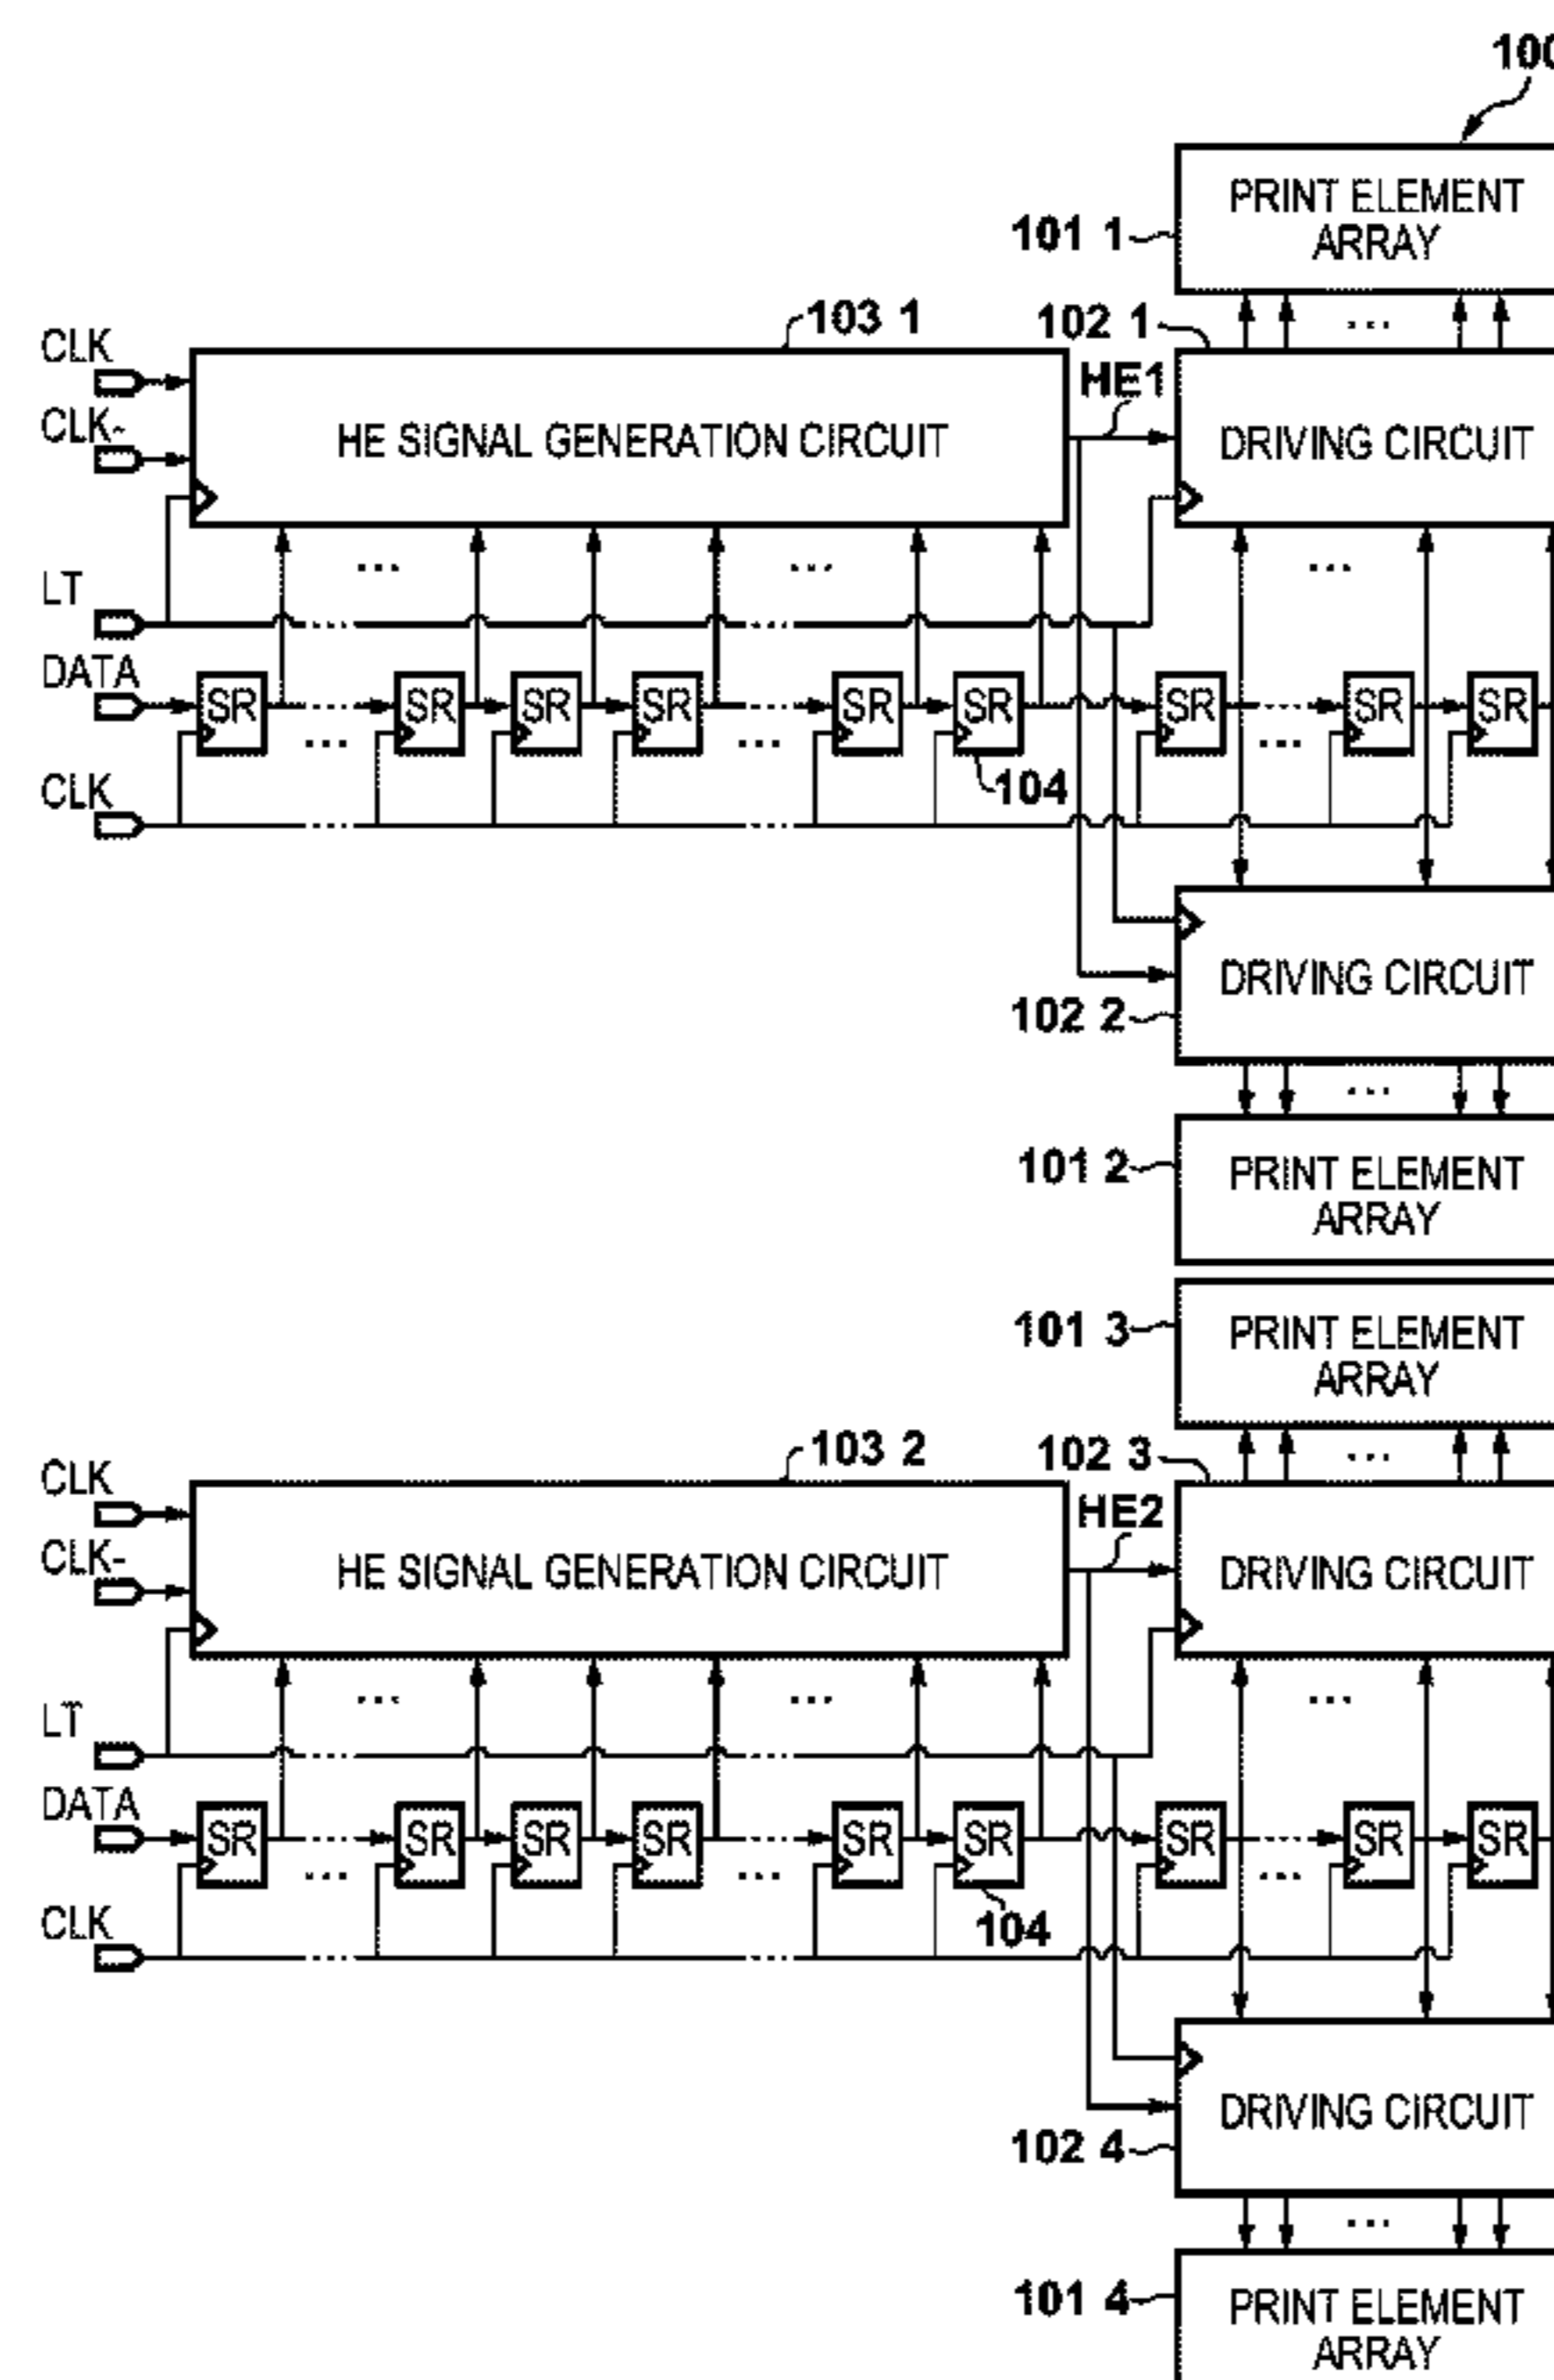 100
PRINT ELEMENT
ARRAY
101 1
103 1
102 1
CLK
HE1
CLK-
HE SIGNAL GENERATION CIRCUIT
DRIVING CIRCUIT
...
...
...
...
LT
DATA
SR
SR
SR
SR
SR
SR
SR
SR
SR
...
...
...
104
CLK
DRIVING CIRCUIT
102 2
...
101 2
PRINT ELEMENT
ARRAY
101 3
PRINT ELEMENT
ARRAY
...
103 2
102 3
CLK
HE2
CLK-
HE SIGNAL GENERATION CIRCUIT
DRIVING CIRCUIT
...
...
...
LT
DATA
SR
SR
SR
SR
SR
SR
SR
SR
SR
...
...
...
104
CLK
DRIVING CIRCUIT
102 4
...
101 4
PRINT ELEMENT
ARRAY